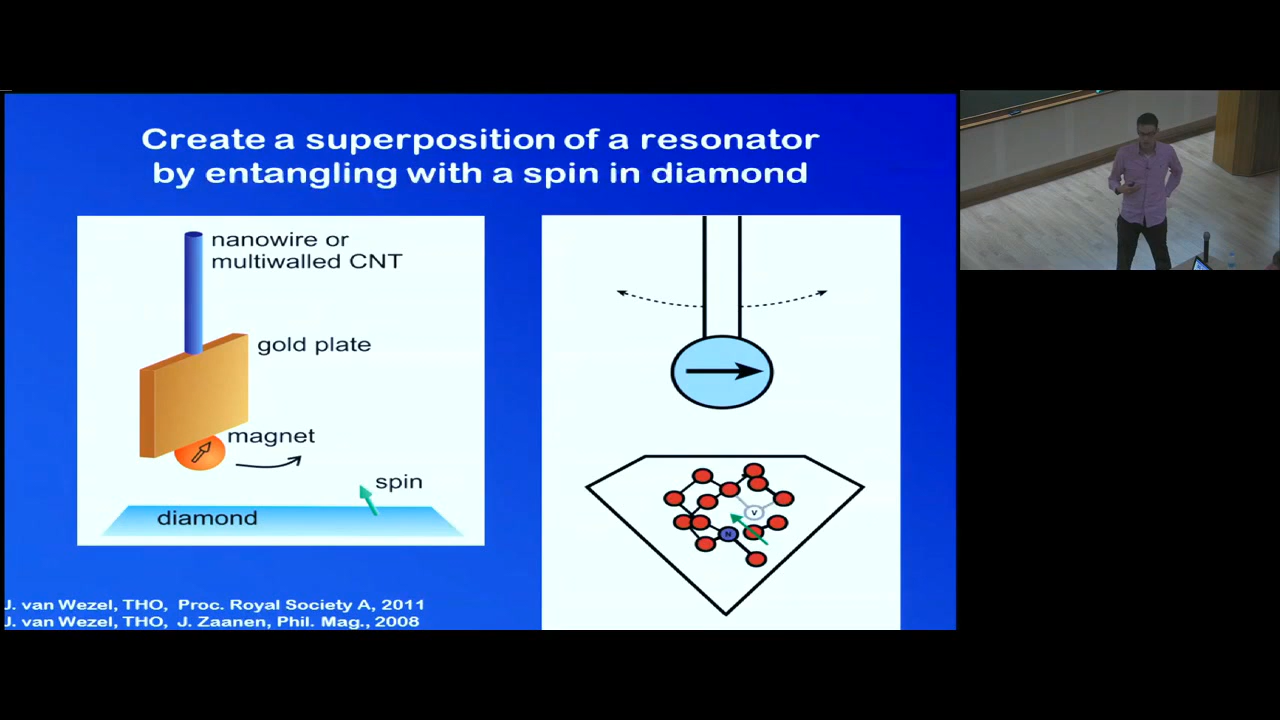 Create a superposition of a resonator
by entangling with a spin in diamond
nanowire or
multiwalled CNT
gold plate
magnet
spin
diamond
V
N
J. van Wezel, THO, Proc. Royal Society A, 2011
J. van Wezel, THO, J. Zaanen, Phil. Mag., 2008